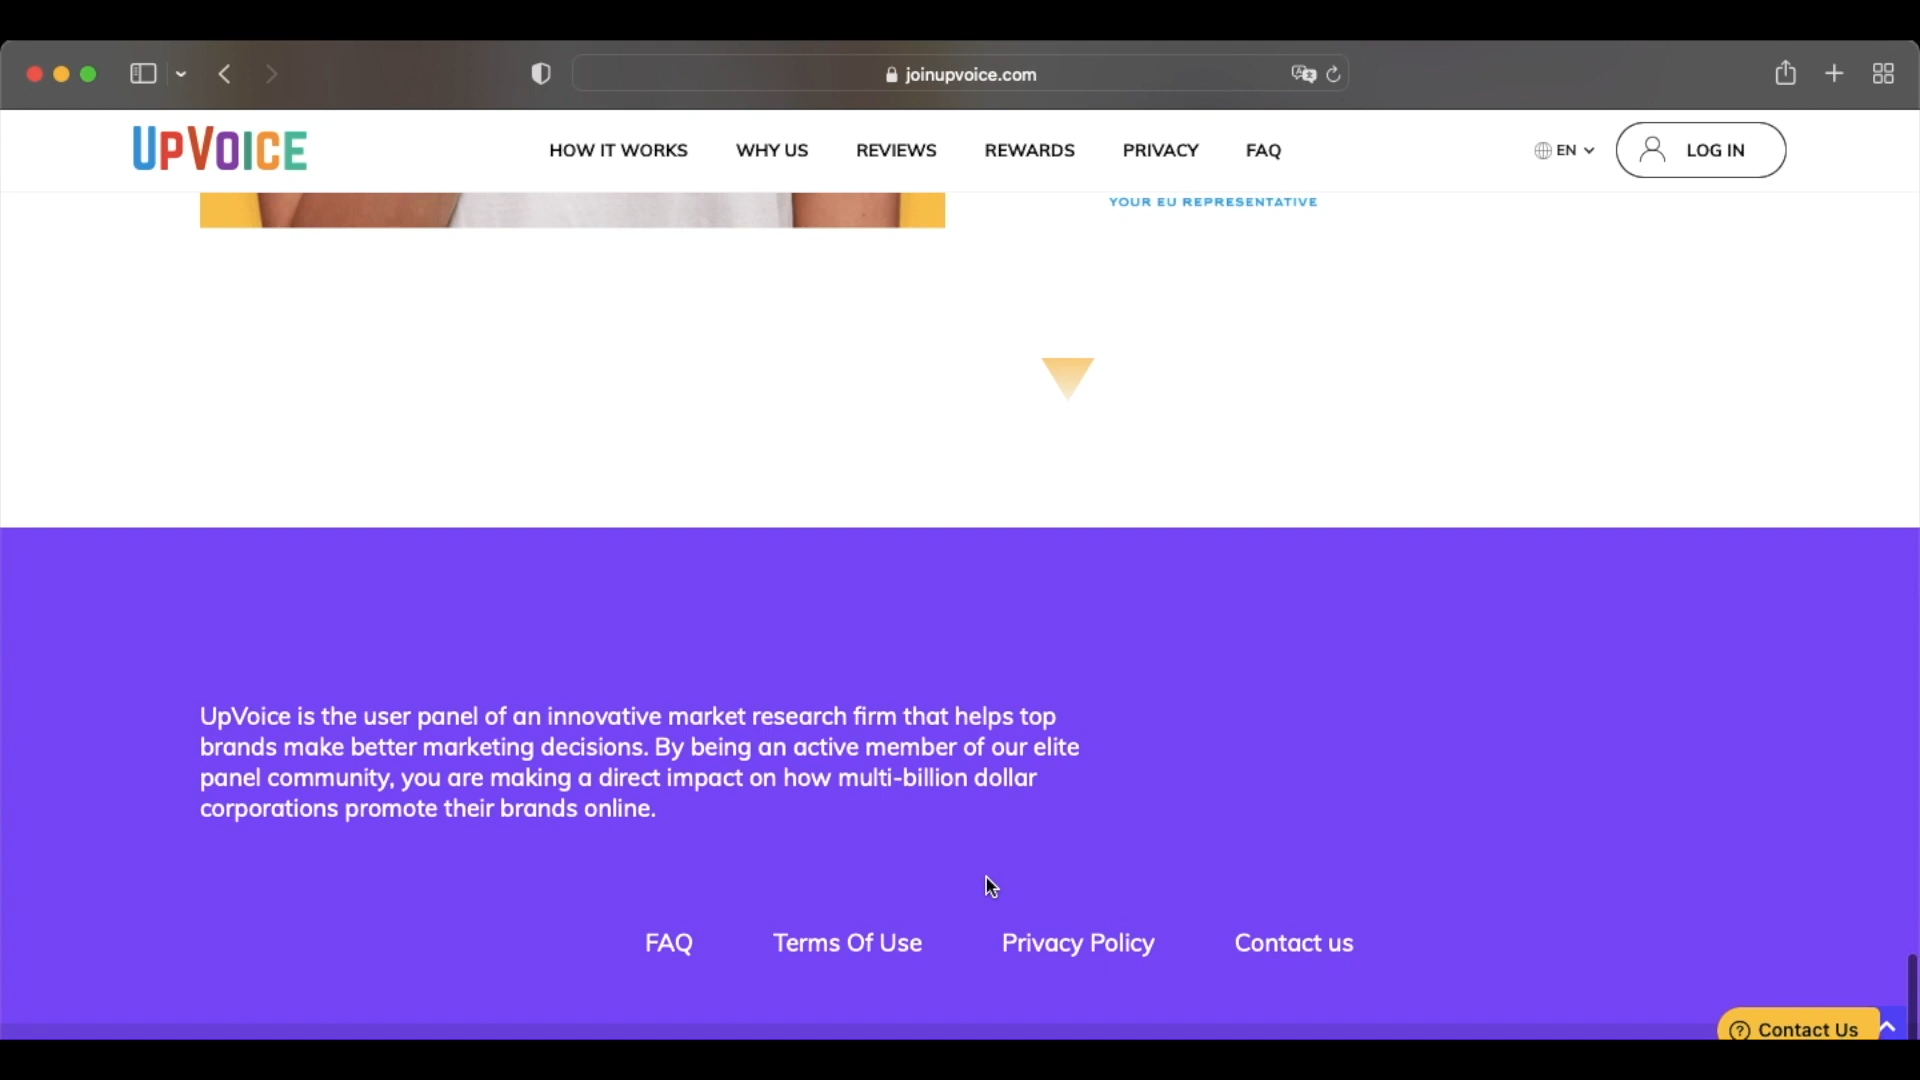 joinupvoice.com
UPVOICE
HOW IT WORKS
WHY US
REVIEWS
REWARDS
PRIVACY
FAQ
EN
LOG IN
YOUR EU REPRESENTATIVE
UpVoice is the user panel of an innovative market research firm that helps top
brands make better marketing decisions. By being an active member of our elite
panel community, you are making a direct impact on how multi-billion dollar
corporations promote their brands online.
FAQ
Terms Of Use
Privacy Policy
Contact us
Contact Us